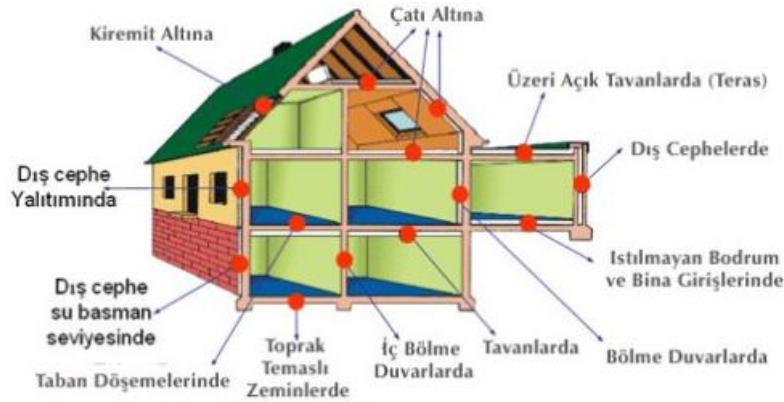 Kiremit Altına
Çatı Altına
Üzeri Açık Tavanlarda (Teras)
Dış Cephelerde
Dış cephe
Yalıtımında
Istılmayan Bodrum
ve Bina Girişlerinde
Dış cephe
su basman
seviyesinde
Taban Döşemelerinde
Toprak
Temaslı
Zeminlerde
İç Bölme
Duvarlarda
Tavanlarda
Bölme Duvarlarda